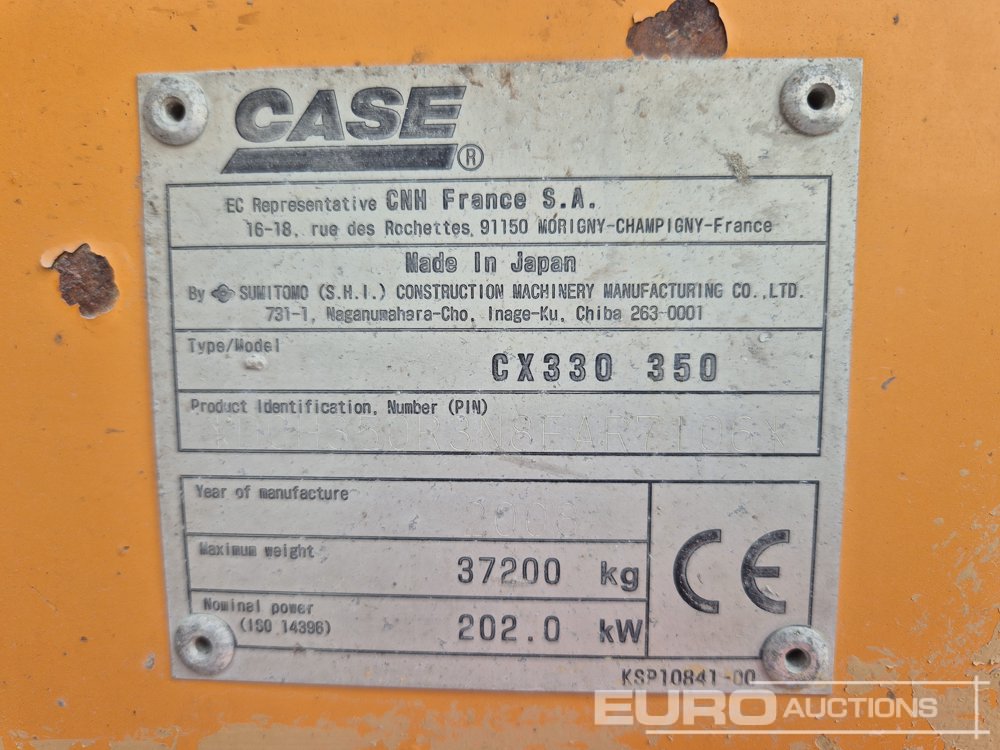 CASE®
EC Representative CNH France S.A.
16-18, rue des Rochettes, 91150 MORIGNY-CHAMPIGNY-France
Made In Japan
By SUMITOMO (S.H.I.) CONSTRUCTION MACHINERY MANUFACTURING CO.,LTD.
731-1, Naganumahara-Cho, Inage-Ku, Chiba 263-0001
Type/Model
CX330 350
Product Identification, Number (PIN)
Year of manufacture
Maximum weight
37200 kg
Nominal power
(ISO 14396)
202.0 kW
CE
KSP10841-00
EURO AUCTIONS